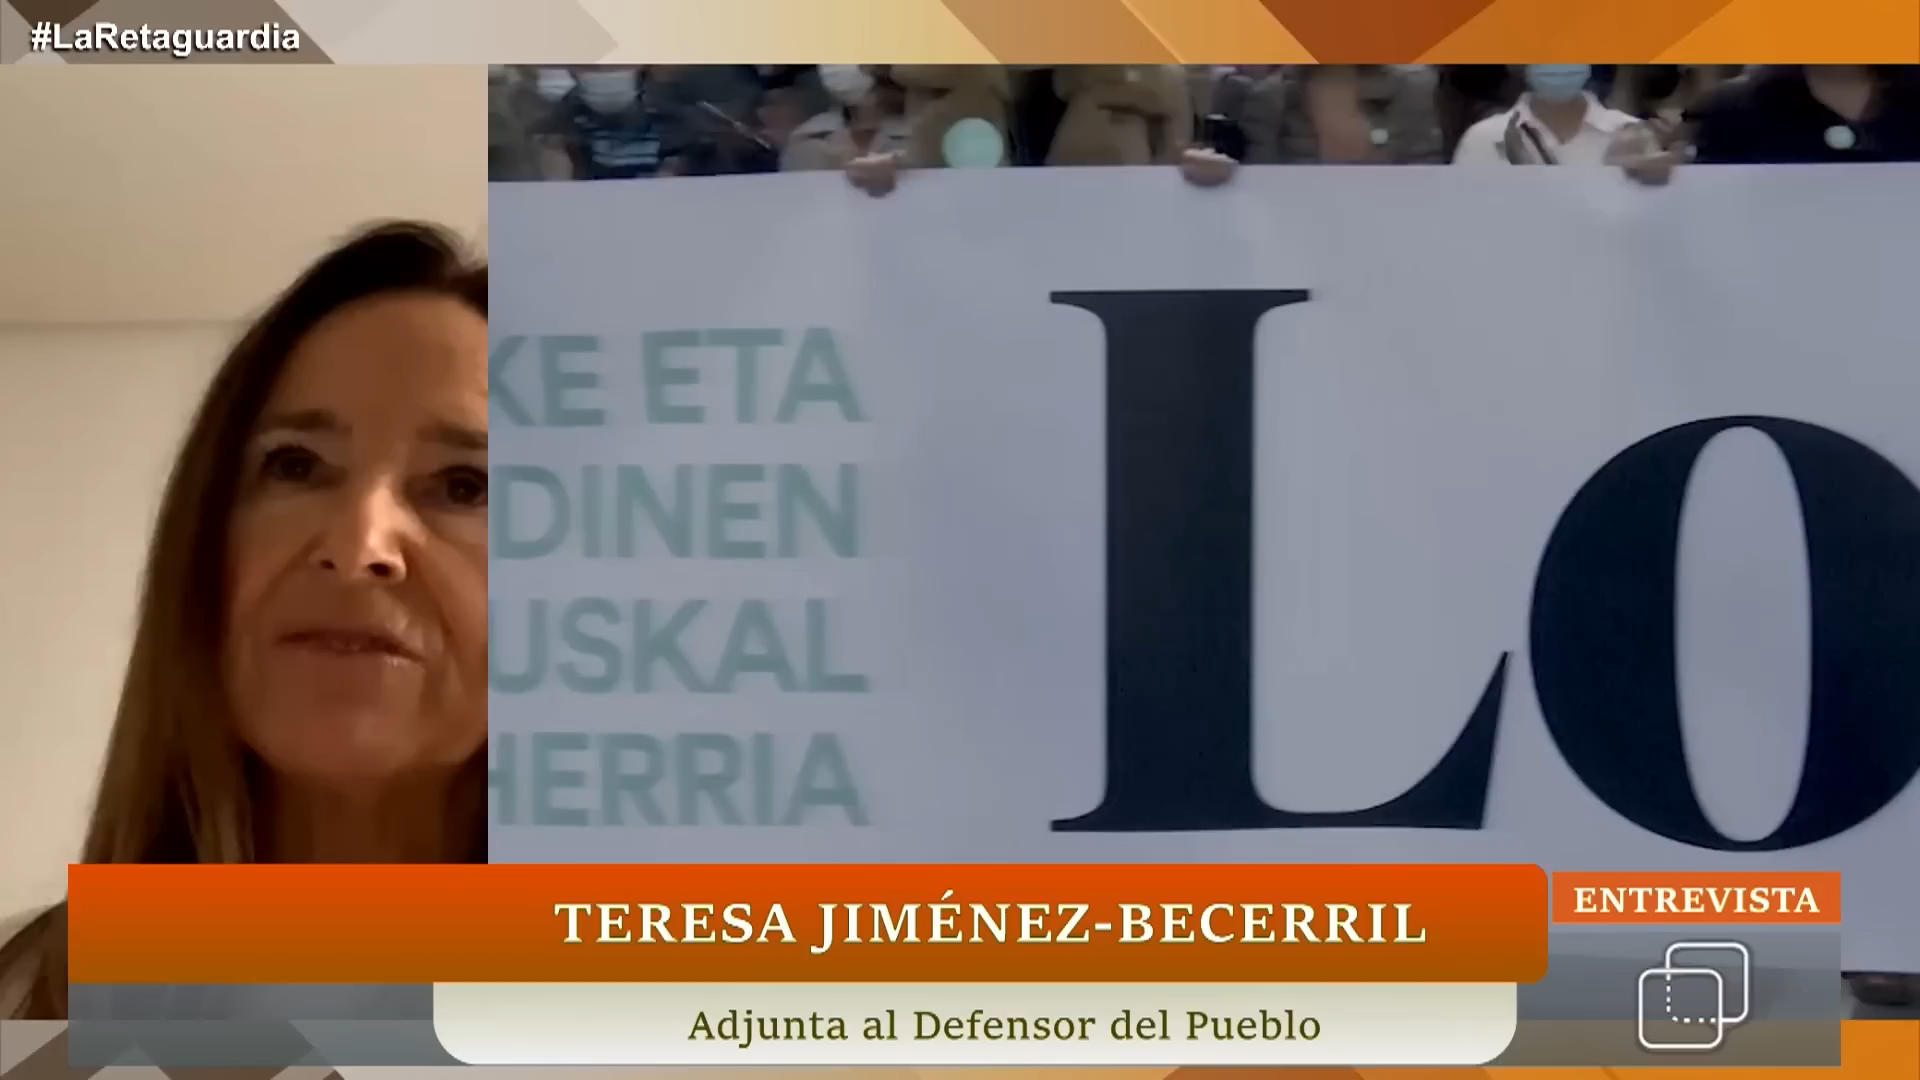 #LaRetaguardia
KE ETA
DINEN
USKAL
HERRIA
Lo
TERESA JIMÉNEZ-BECERRIL
ENTREVISTA
Adjunta al Defensor del Pueblo